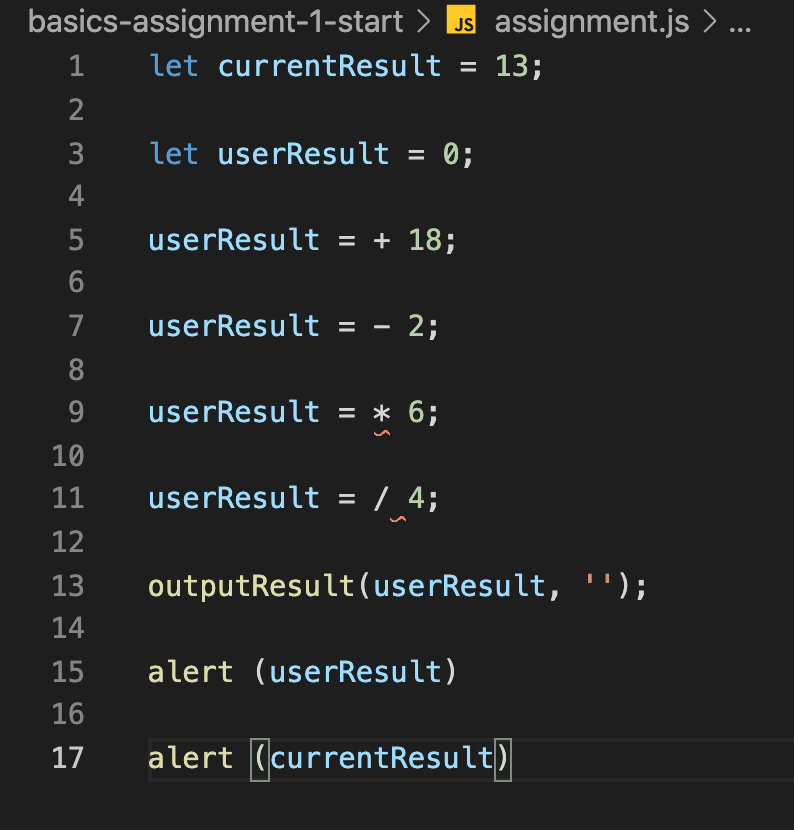 basics-assignment-1-start > JS assignment.js > ...
1 let currentResult = 13;
2
3 let userResult = 0;
4
5 userResult = + 18;
6
7 userResult = - 2;
8
9 userResult = * 6;
10
11 userResult = / 4;
12
13 outputResult(userResult, '');
14
15 alert (userResult)
16
17 alert (currentResult)